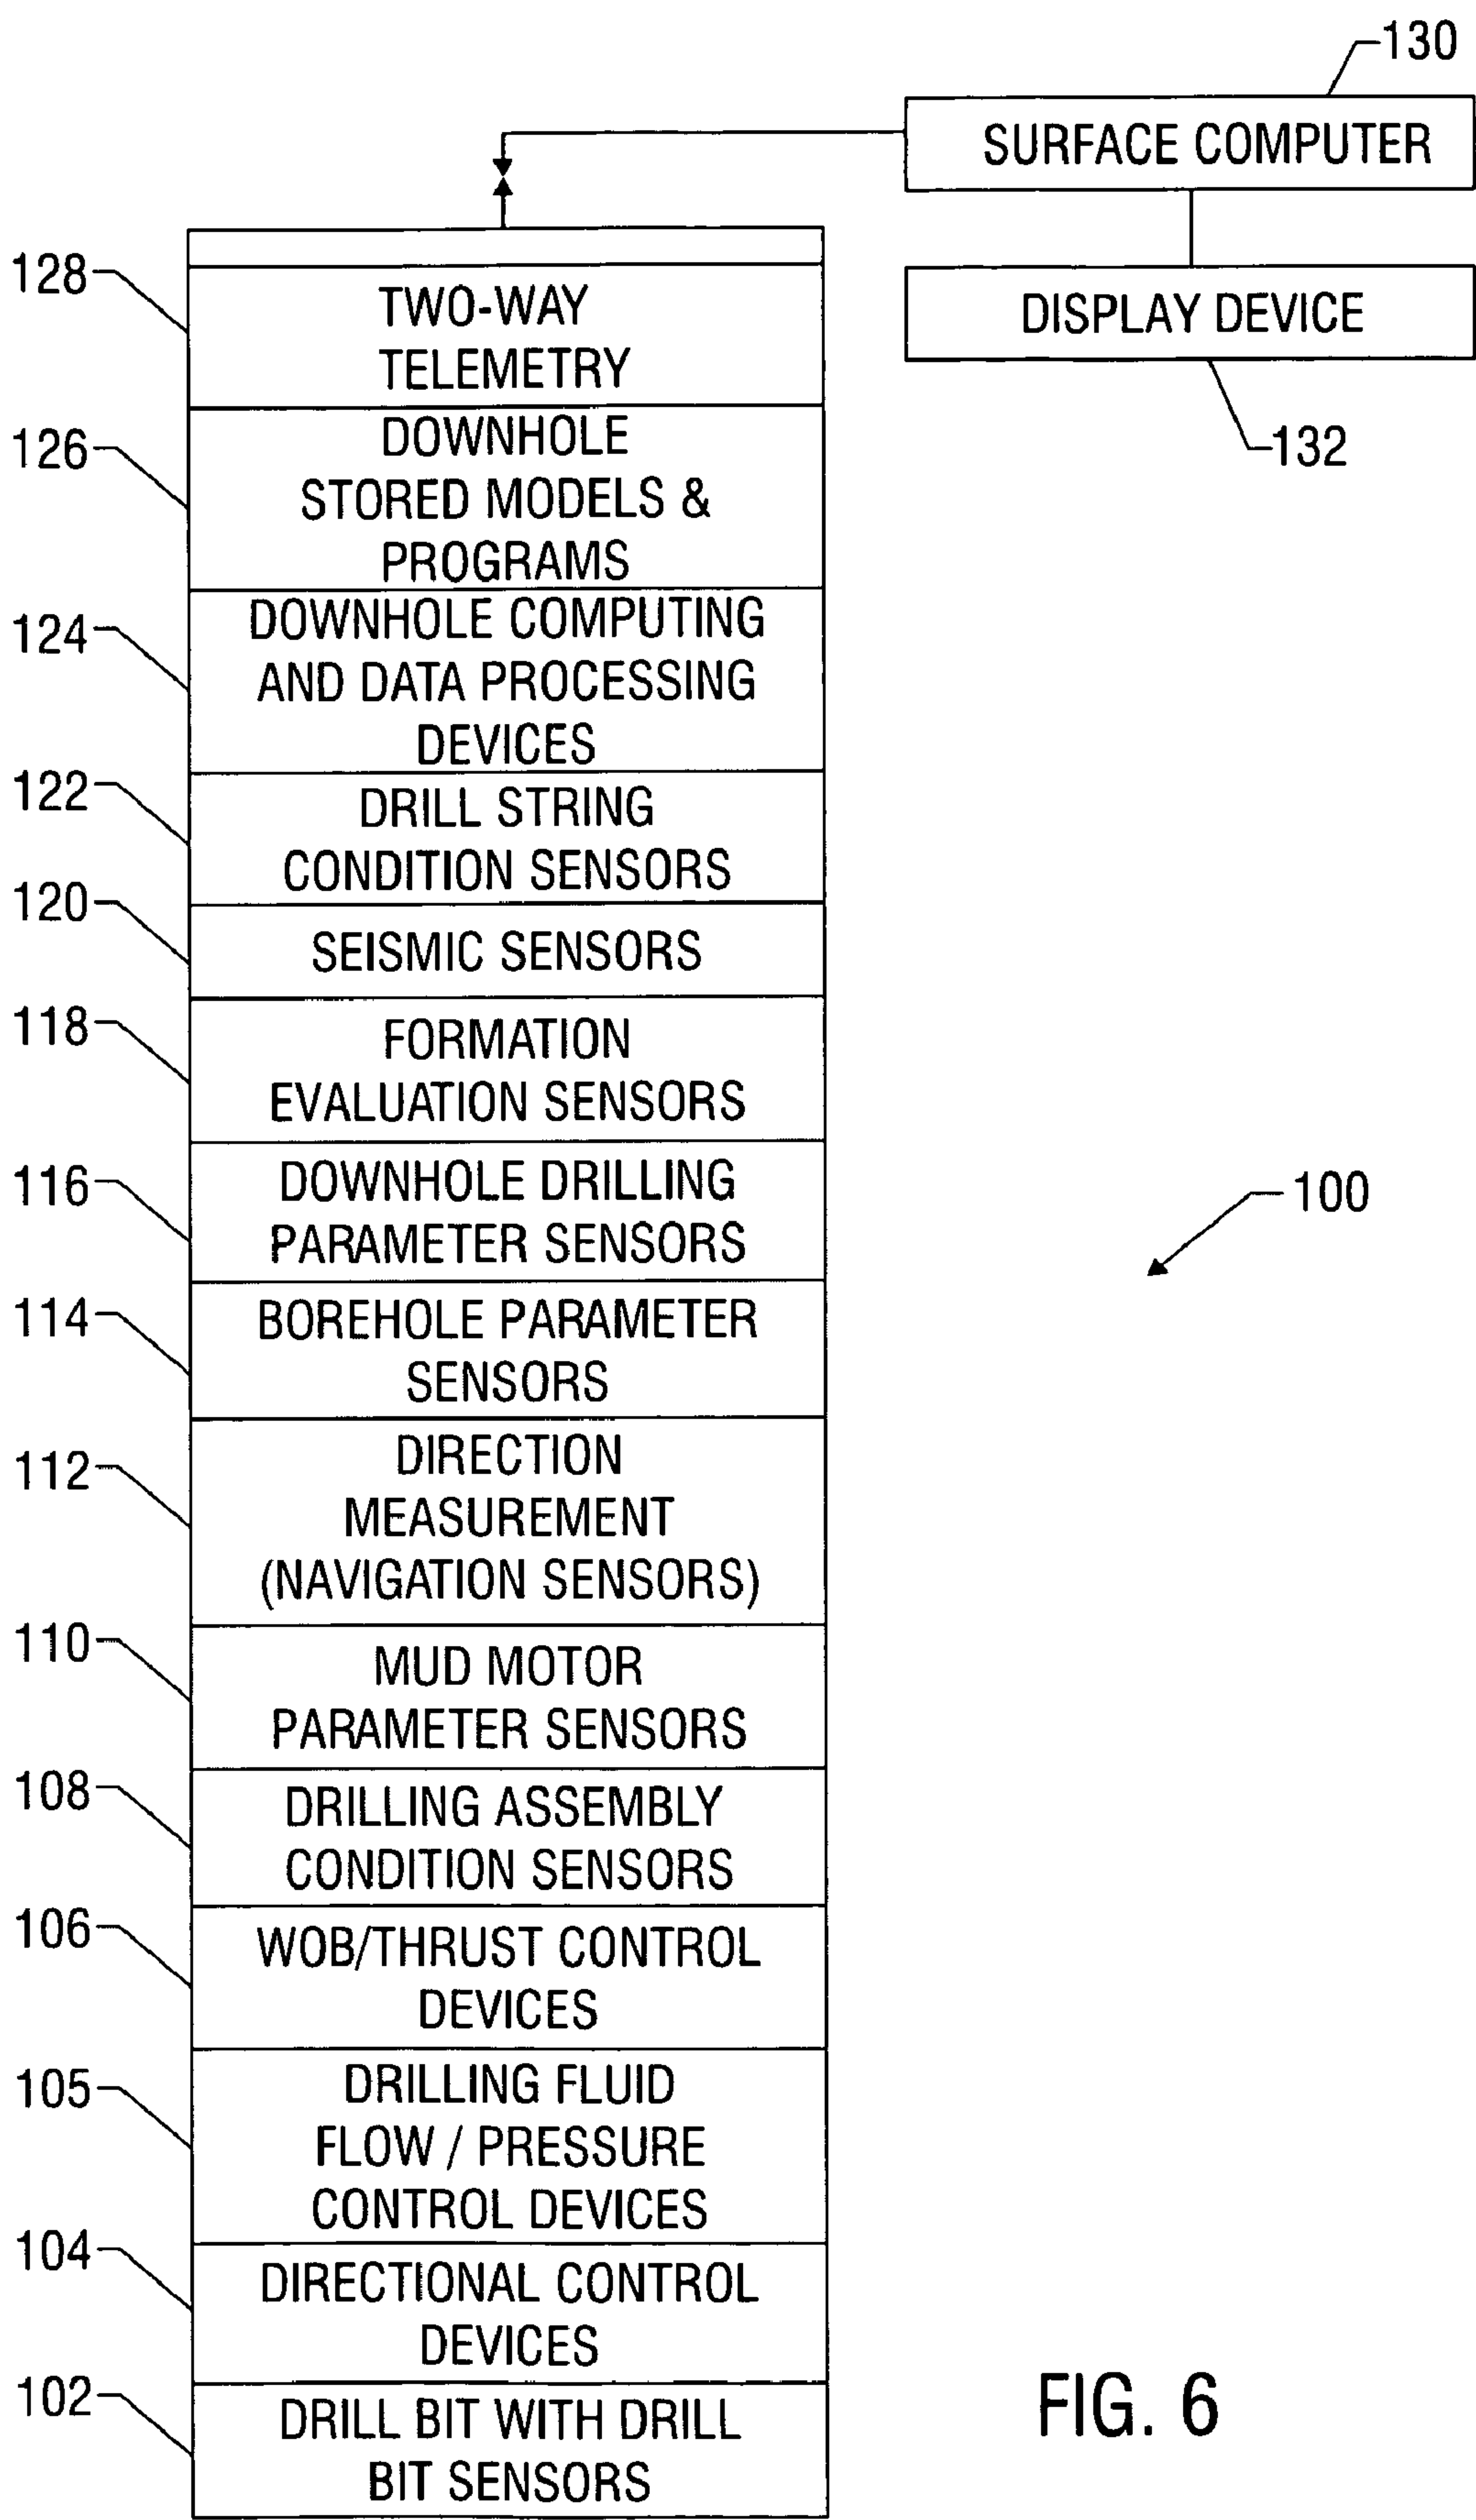 130
SURFACE COMPUTER
128
TWO-WAY
TELEMETRY
DISPLAY DEVICE
132
126
DOWNHOLE
STORED MODELS &
PROGRAMS
124
DOWNHOLE COMPUTING
AND DATA PROCESSING
DEVICES
122
DRILL STRING
CONDITION SENSORS
120
SEISMIC SENSORS
118
FORMATION
EVALUATION SENSORS
116
DOWNHOLE DRILLING
PARAMETER SENSORS
100
114
BOREHOLE PARAMETER
SENSORS
112
DIRECTION
MEASUREMENT
(NAVIGATION SENSORS)
110
MUD MOTOR
PARAMETER SENSORS
108
DRILLING ASSEMBLY
CONDITION SENSORS
106
WOB/THRUST CONTROL
DEVICES
105
DRILLING FLUID
FLOW / PRESSURE
CONTROL DEVICES
104
DIRECTIONAL CONTROL
DEVICES
102
DRILL BIT WITH DRILL
BIT SENSORS
FIG. 6